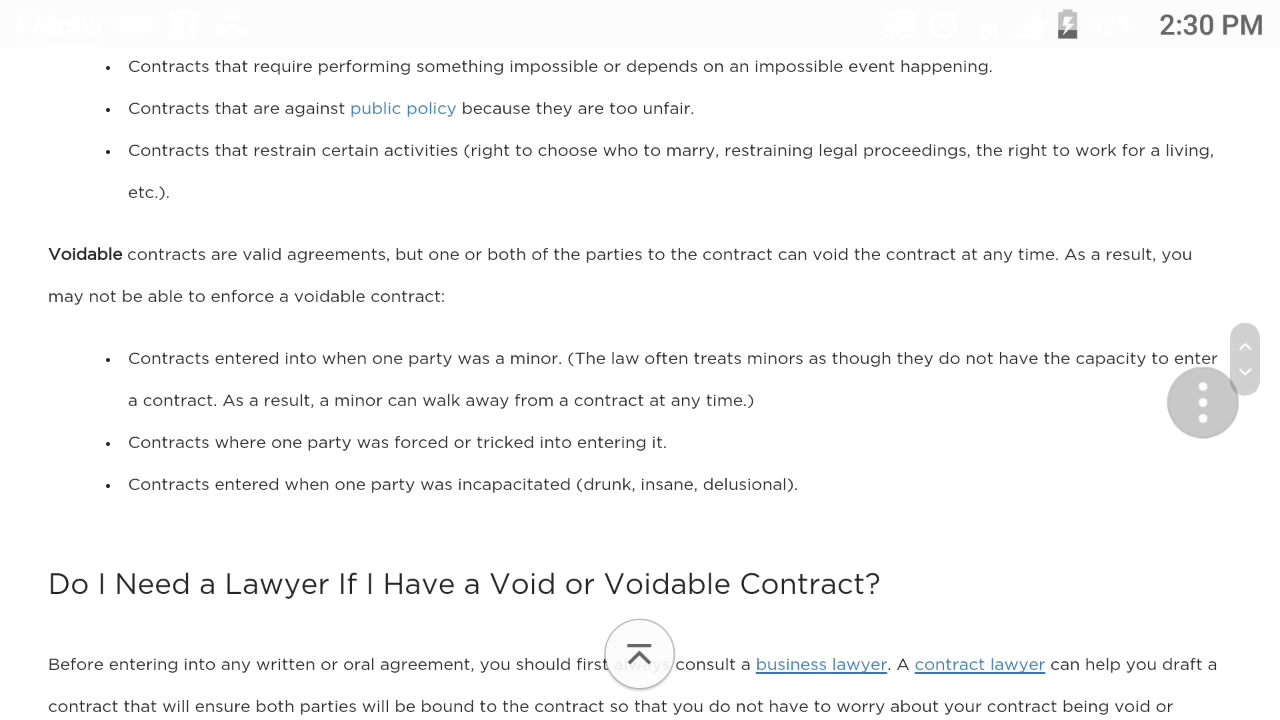 2:30 PM
• Contracts that require performing something impossible or depends on an impossible event happening.
• Contracts that are against public policy because they are too unfair.
• Contracts that restrain certain activities (right to choose who to marry, restraining legal proceedings, the right to work for a living,
etc.).
Voidable contracts are valid agreements, but one or both of the parties to the contract can void the contract at any time. As a result, you
may not be able to enforce a voidable contract:
• Contracts entered into when one party was a minor. (The law often treats minors as though they do not have the capacity to enter
a contract. As a result, a minor can walk away from a contract at any time.)
• Contracts where one party was forced or tricked into entering it.
• Contracts entered when one party was incapacitated (drunk, insane, delusional).
Do I Need a Lawyer If I Have a Void or Voidable Contract?
Before entering into any written or oral agreement, you should first always consult a business lawyer. A contract lawyer can help you draft a
contract that will ensure both parties will be bound to the contract so that you do not have to worry about your contract being void or